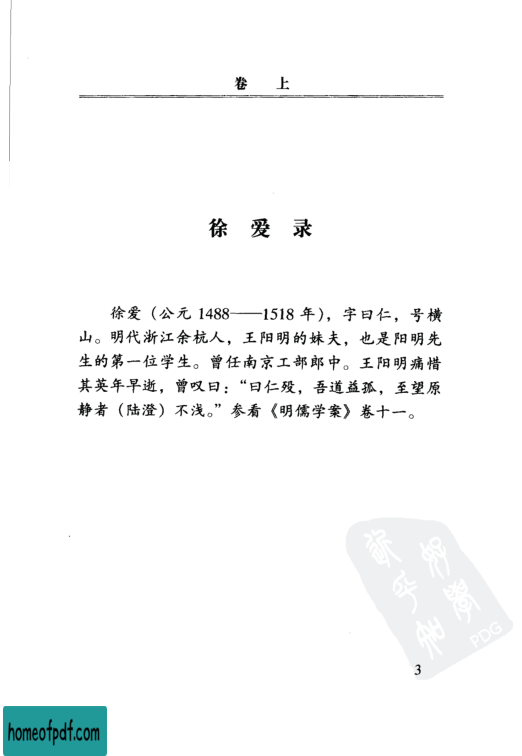 卷 上
徐 爱 录
徐爱（公元 1488——1518 年），字曰仁，号横
山。明代浙江余杭人，王阳明的妹夫，也是阳明先
生的第一位学生。曾任南京工部郎中。王阳明痛惜
其英年早逝，曾叹曰：“曰仁殁，吾道益孤，至望原
静者（陆澄）不浅。”参看《明儒学案》卷十一。
PDG
3
homeofpdf.com